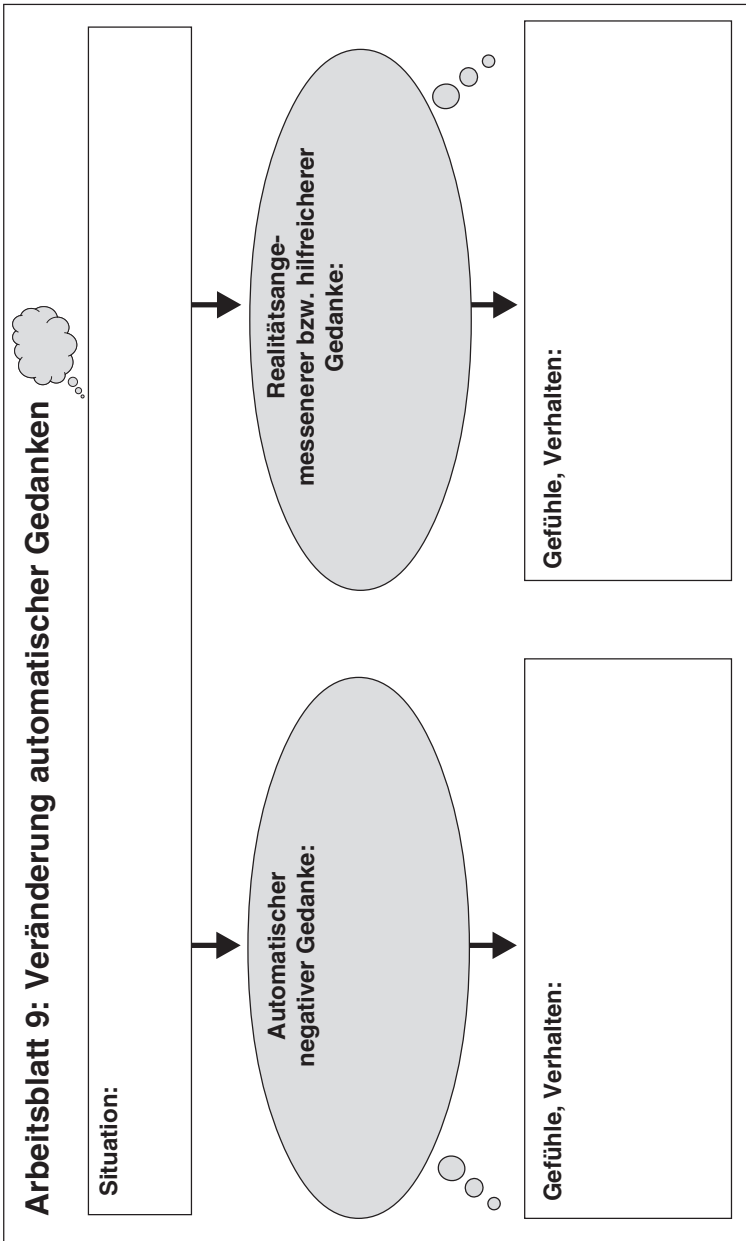 Arbeitsblatt 9: Veränderung automatischer Gedanken
Situation:
Automatischer
negativer Gedanke:
Gefühle, Verhalten:
Realitätsange-
messenerer bzw. hilfreicherer
Gedanke:
Gefühle, Verhalten: